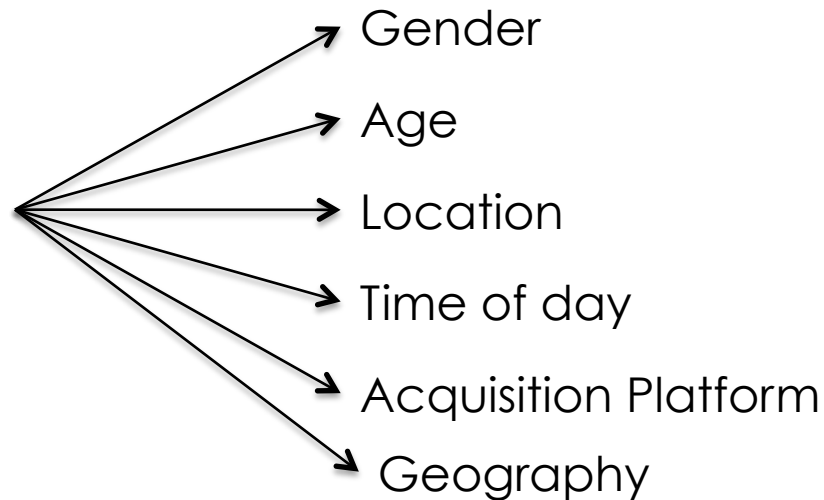 Gender
Age
Location
Time of day
Acquisition Platform
Geography